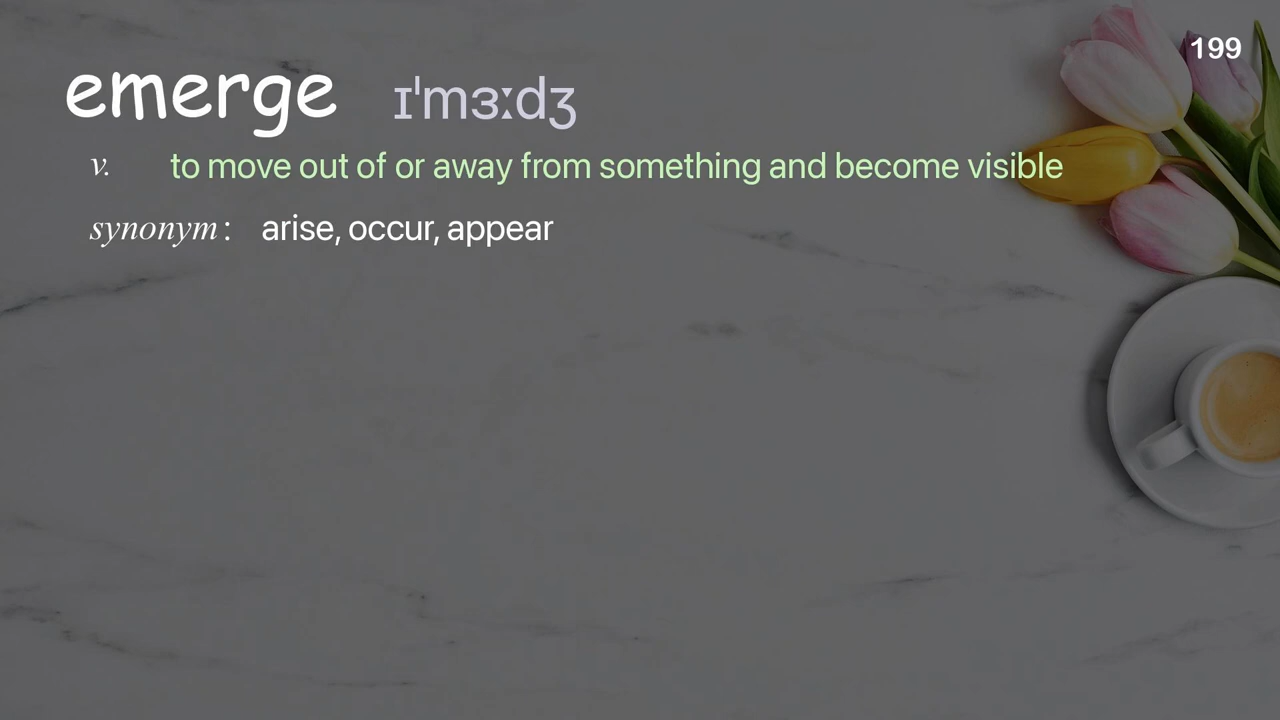 199
emerge ɪˈmɜːdʒ
v. to move out of or away from something and become visible
synonym: arise, occur, appear